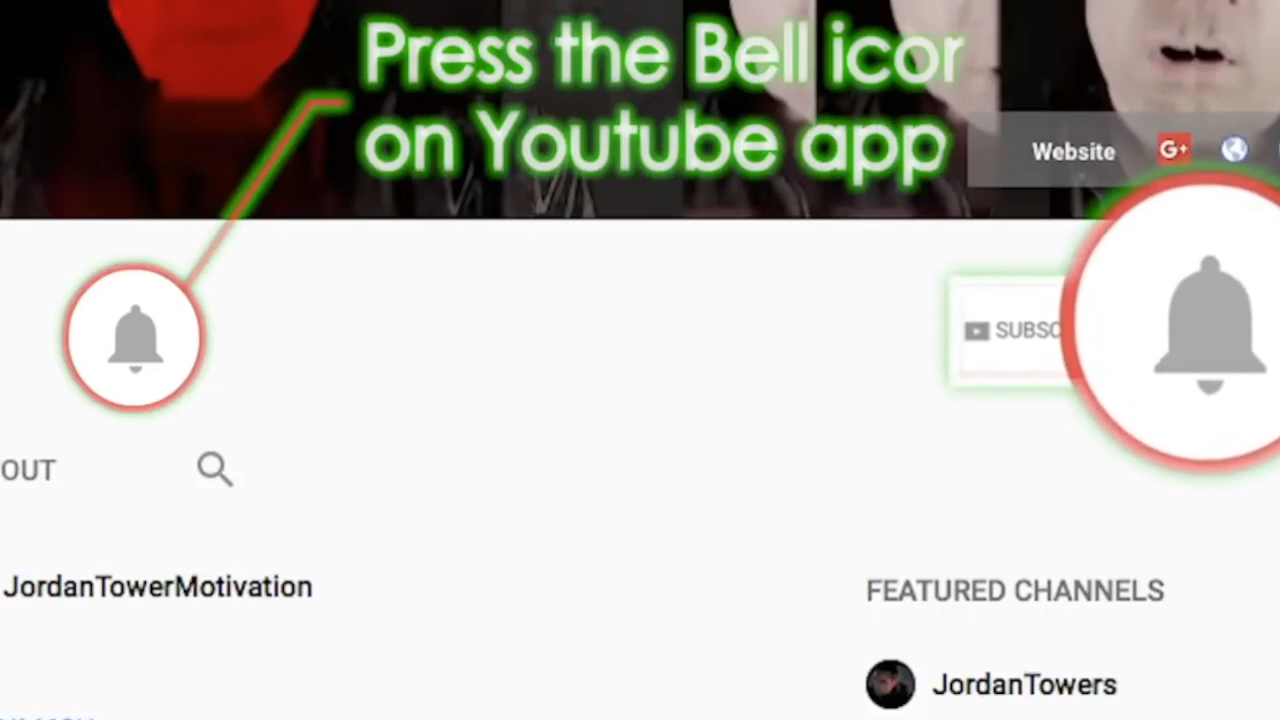 Press the Bell icor
on Youtube app
Website
G+
SUBSC
OUT
JordanTowerMotivation
FEATURED CHANNELS
JordanTowers